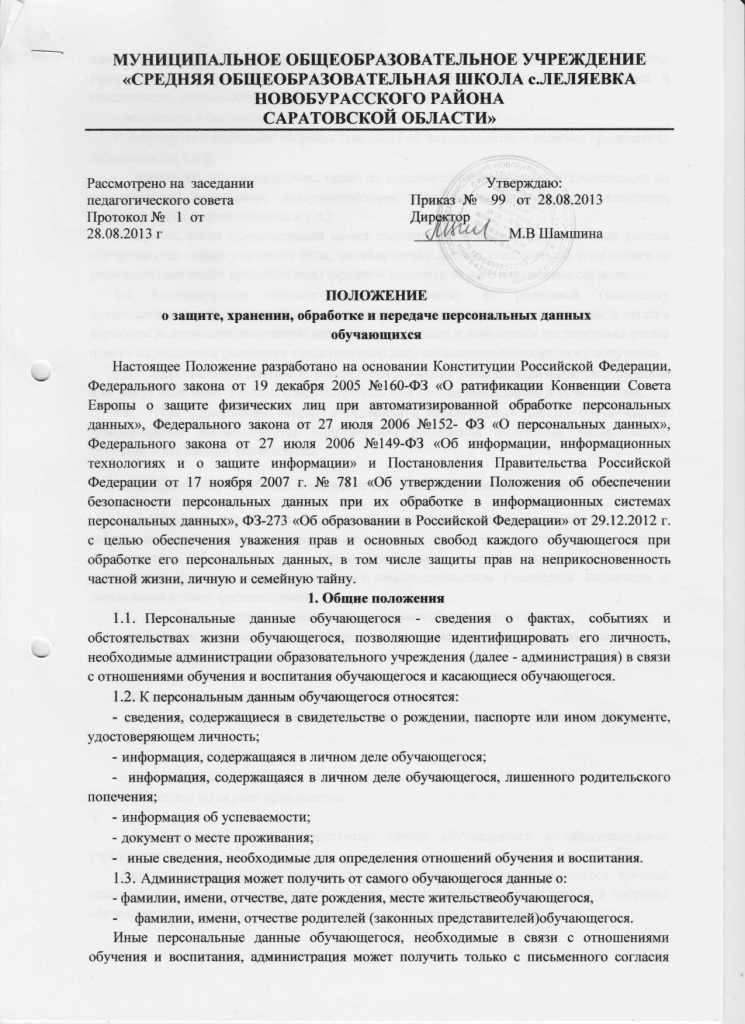 МУНИЦИПАЛЬНОЕ ОБЩЕОБРАЗОВАТЕЛЬНОЕ УЧРЕЖДЕНИЕ
«СРЕДНЯЯ ОБЩЕОБРАЗОВАТЕЛЬНАЯ ШКОЛА с.ЛЕЛЯЕВКА
НОВОБУРАССКОГО РАЙОНА
САРАТОВСКОЙ ОБЛАСТИ»
Рассмотрено на заседании
педагогического совета
Протокол № 1 от
28.08.2013 г
Утверждаю:
Приказ № 99 от 28.08.2013
Директор
____________М.В Шамшина
ПОЛОЖЕНИЕ
о защите, хранении, обработке и передаче персональных данных
обучающихся
Настоящее Положение разработано на основании Конституции Российской Федерации,
Федерального закона от 19 декабря 2005 №160-ФЗ «О ратификации Конвенции Совета
Европы о защите физических лиц при автоматизированной обработке персональных
данных», Федерального закона от 27 июля 2006 №152- ФЗ «О персональных данных»,
Федерального закона от 27 июля 2006 №149-ФЗ «Об информации, информационных
технологиях и о защите информации» и Постановления Правительства Российской
Федерации от 17 ноября 2007 г. № 781 «Об утверждении Положения об обеспечении
безопасности персональных данных при их обработке в информационных системах
персональных данных», ФЗ-273 «Об образовании в Российской Федерации» от 29.12.2012 г.
с целью обеспечения уважения прав и основных свобод каждого обучающегося при
обработке его персональных данных, в том числе защиты прав на неприкосновенность
частной жизни, личную и семейную тайну.
1. Общие положения
1.1. Персональные данные обучающегося - сведения о фактах, событиях и
обстоятельствах жизни обучающегося, позволяющие идентифицировать его личность,
необходимые администрации образовательного учреждения (далее - администрация) в связи
с отношениями обучения и воспитания обучающегося и касающиеся обучающегося.
1.2. К персональным данным обучающегося относятся:
- сведения, содержащиеся в свидетельстве о рождении, паспорте или ином документе,
удостоверяющем личность;
- информация, содержащаяся в личном деле обучающегося;
- информация, содержащаяся в личном деле обучающегося, лишенного родительского
попечения;
- информация об успеваемости;
- документ о месте проживания;
- иные сведения, необходимые для определения отношений обучения и воспитания.
1.3. Администрация может получить от самого обучающегося данные о:
- фамилии, имени, отчестве, дате рождения, месте жительствеобучающегося,
- фамилии, имени, отчестве родителей (законных представителей)обучающегося.
Иные персональные данные обучающегося, необходимые в связи с отношениями
обучения и воспитания, администрация может получить только с письменного согласия